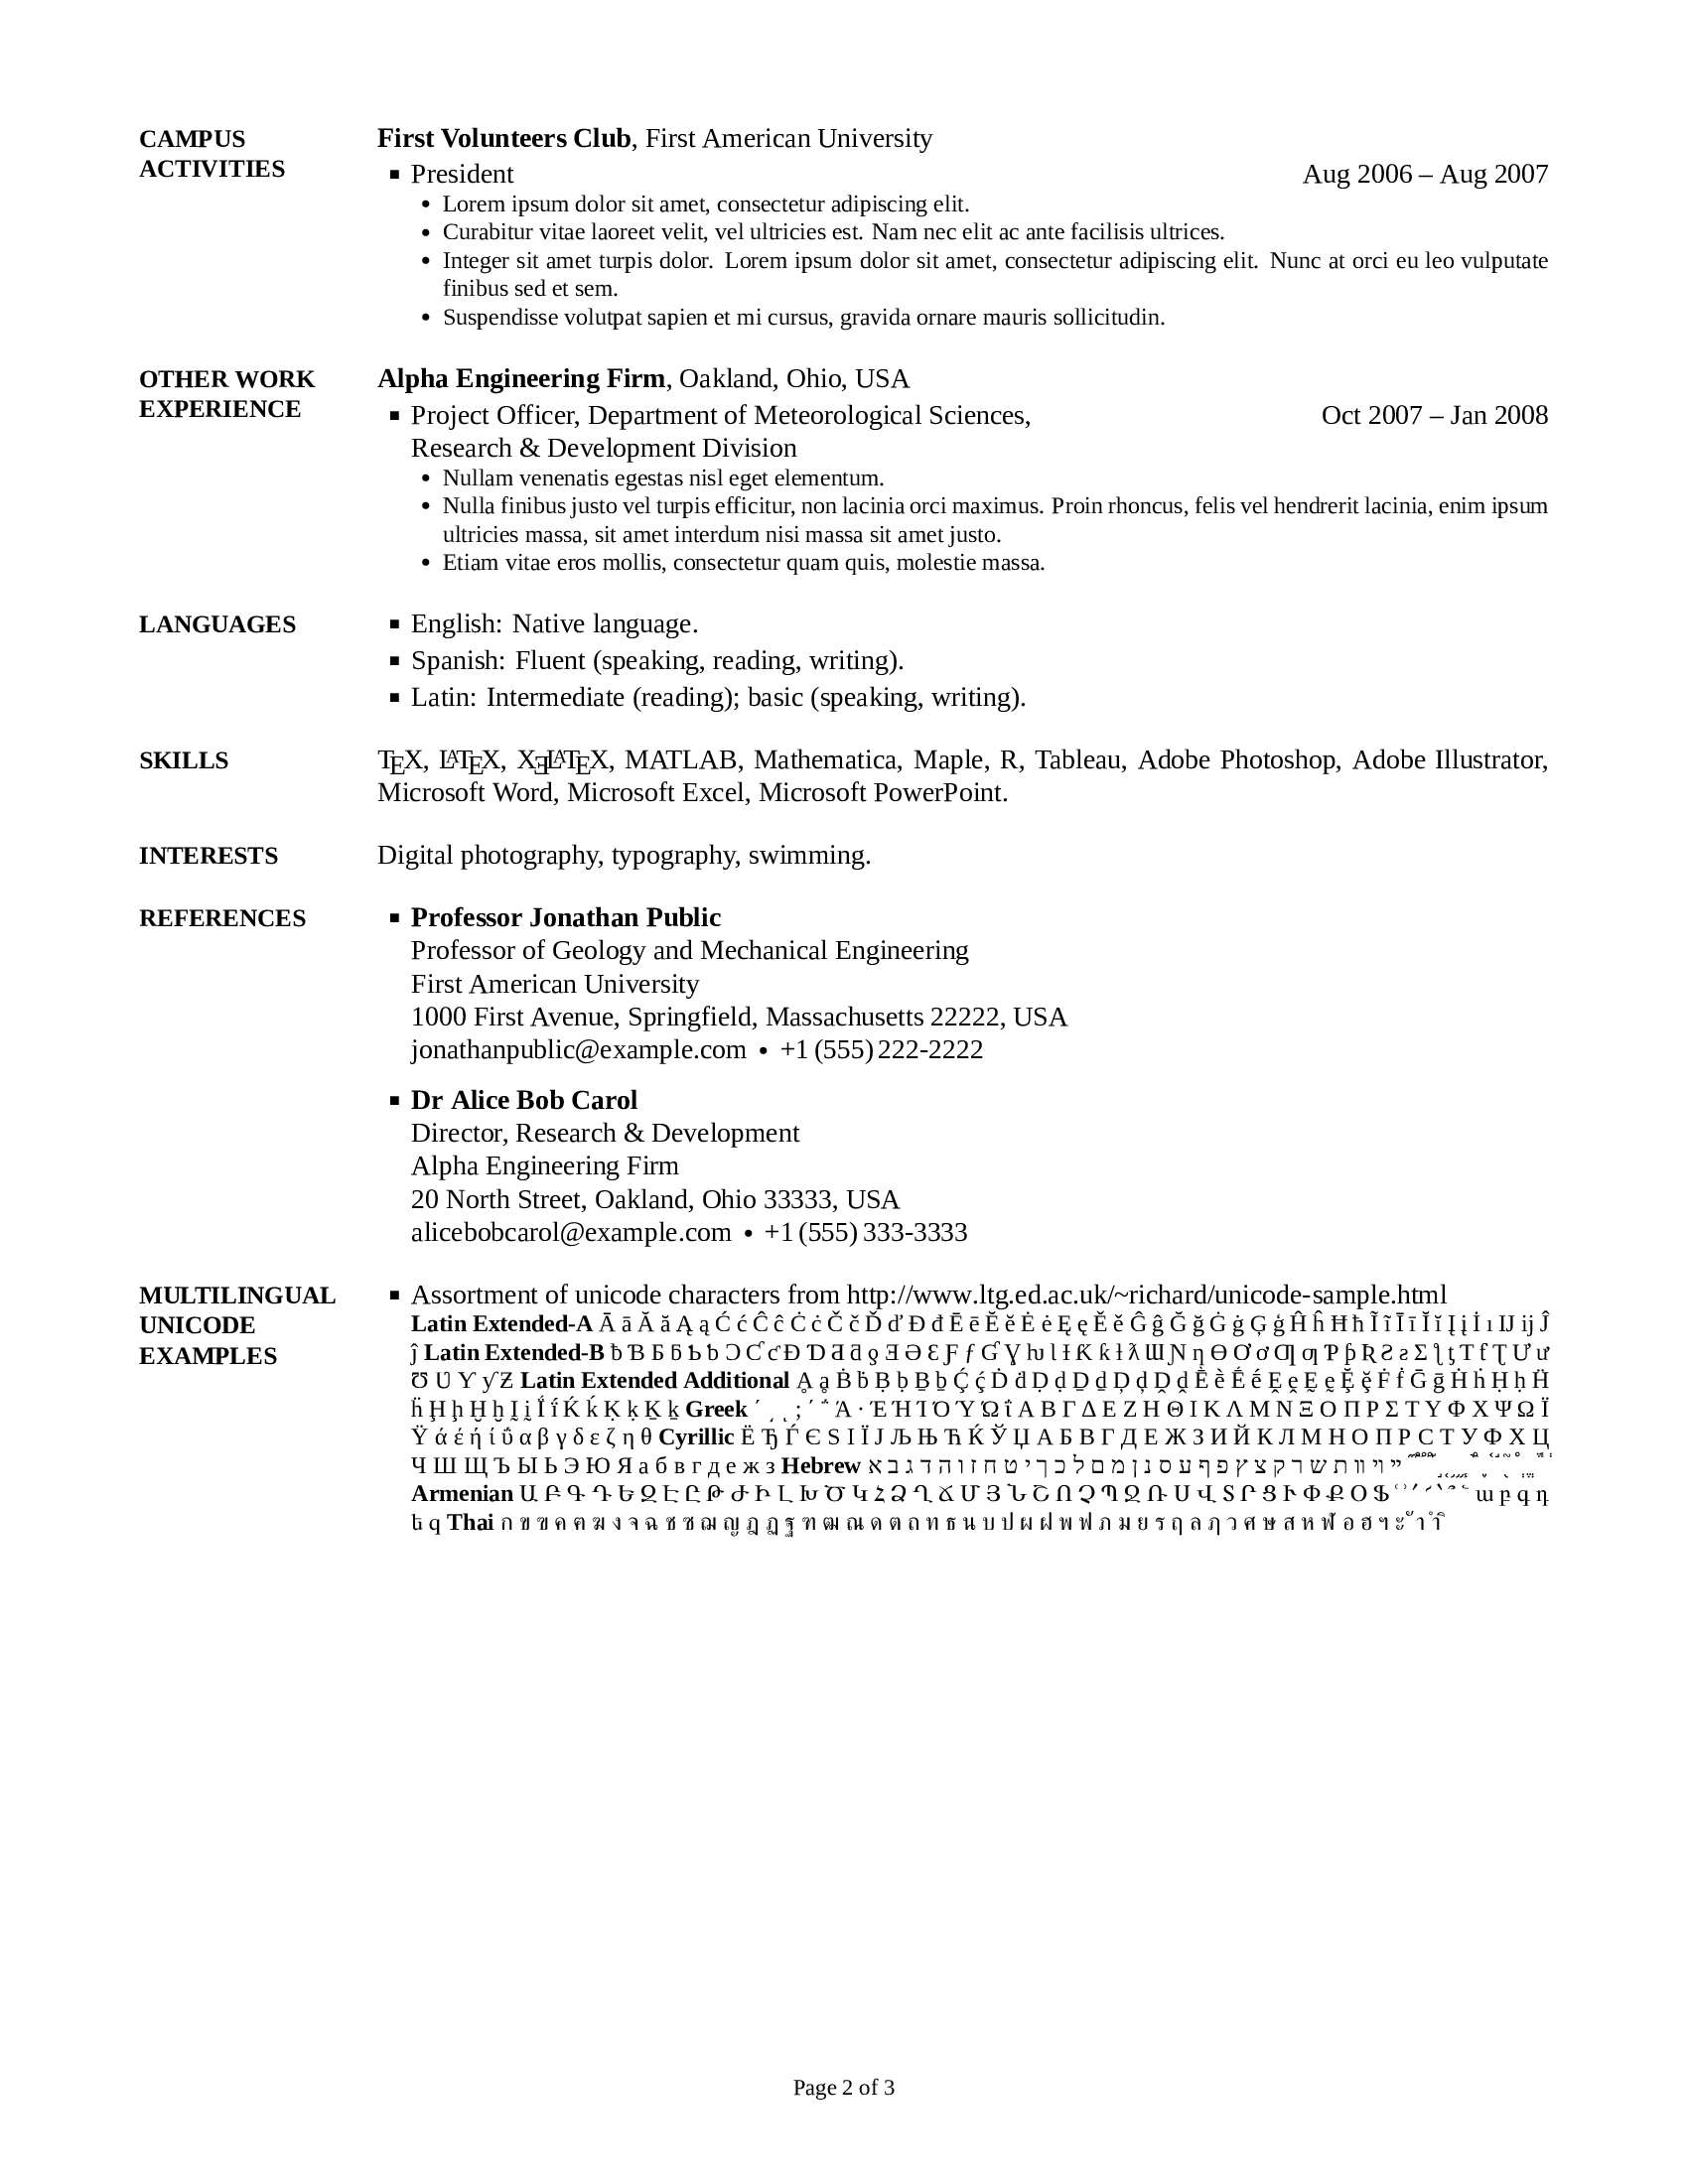 CAMPUS ACTIVITIES
First Volunteers Club, First American University
▪ President Aug 2006 – Aug 2007
• Lorem ipsum dolor sit amet, consectetur adipiscing elit.
• Curabitur vitae laoreet velit, vel ultricies est. Nam nec elit ac ante facilisis ultrices.
• Integer sit amet turpis dolor. Lorem ipsum dolor sit amet, consectetur adipiscing elit. Nunc at orci eu leo vulputate
finibus sed et sem.
• Suspendisse volutpat sapien et mi cursus, gravida ornare mauris sollicitudin.
OTHER WORK EXPERIENCE
Alpha Engineering Firm, Oakland, Ohio, USA
▪ Project Officer, Department of Meteorological Sciences, Oct 2007 – Jan 2008
Research & Development Division
• Nullam venenatis egestas nisl eget elementum.
• Nulla finibus justo vel turpis efficitur, non lacinia orci maximus. Proin rhoncus, felis vel hendrerit lacinia, enim ipsum
ultricies massa, sit amet interdum nisi massa sit amet justo.
• Etiam vitae eros mollis, consectetur quam quis, molestie massa.
LANGUAGES
▪ English: Native language.
▪ Spanish: Fluent (speaking, reading, writing).
▪ Latin: Intermediate (reading); basic (speaking, writing).
SKILLS
TEX, LATEX, XƎLATEX, MATLAB, Mathematica, Maple, R, Tableau, Adobe Photoshop, Adobe Illustrator,
Microsoft Word, Microsoft Excel, Microsoft PowerPoint.
INTERESTS
Digital photography, typography, swimming.
REFERENCES
▪ Professor Jonathan Public
Professor of Geology and Mechanical Engineering
First American University
1000 First Avenue, Springfield, Massachusetts 22222, USA
jonathanpublic@example.com • +1 (555) 222-2222
▪ Dr Alice Bob Carol
Director, Research & Development
Alpha Engineering Firm
20 North Street, Oakland, Ohio 33333, USA
alicebobcarol@example.com • +1 (555) 333-3333
MULTILINGUAL UNICODE EXAMPLES
▪ Assortment of unicode characters from http://www.ltg.ed.ac.uk/~richard/unicode-sample.html
Latin Extended-A Ā ā Ă ă Ą ą Ć ć Ĉ ĉ Ċ ċ Č č Ď ď Đ đ Ē ē Ĕ ĕ Ė ė Ę ę Ě ě Ĝ ĝ Ğ ğ Ġ ġ Ģ ģ Ĥ ĥ Ħ ħ Ĩ ĩ Ī ī Ĭ ĭ Į į İ ı Ĳ ĳ Ĵ
ĵ Latin Extended-B ƀ Ɓ Ƃ ƃ Ƅ ƅ Ɔ Ƈ ƈ Ɖ Ɗ Ƌ ƌ ƍ Ǝ Ə Ɛ Ƒ ƒ Ɠ Ɣ ƕ Ɩ Ɨ Ƙ ƙ ƚ ƛ Ɯ Ɲ ƞ Ɵ Ơ ơ Ƣ ƣ Ƥ ƥ Ʀ Ƨ ƨ Ʃ ƪ ƫ Ƭ ƭ Ʈ Ư ư
Ʊ Ʋ Ƴ ƴ Ƶ Latin Extended Additional Ḁ ḁ Ḃ ḃ Ḅ ḅ Ḇ ḇ Ḉ ḉ Ḋ ḋ Ḍ ḍ Ḏ ḏ Ḑ ḑ Ḓ ḓ Ḕ ḕ Ḗ ḗ Ḙ ḙ Ḛ ḛ Ḝ ḝ Ḟ ḟ Ḡ ḡ Ḣ ḣ Ḥ ḥ Ḧ
ḧ Ḩ ḩ Ḫ ḫ Ḭ ḭ Ḯ ḯ Ḱ ḱ Ḳ ḳ Ḵ ḵ Greek ʹ ͵ ͺ ; ΄ ΅ Ά · Έ Ή Ί Ό Ύ Ώ ΐ Α Β Γ Δ Ε Ζ Η Θ Ι Κ Λ Μ Ν Ξ Ο Π Ρ Σ Τ Υ Φ Χ Ψ Ω Ϊ
Ϋ ά έ ή ί ΰ α β γ δ ε ζ η θ Cyrillic Ё Ђ Ѓ Є Ѕ І Ї Ј Љ Њ Ћ Ќ Ў Џ А Б В Г Д Е Ж З И Й К Л М Н О П Р С Т У Ф Х Ц
Ч Ш Щ Ъ Ы Ь Э Ю Я а б в г д е ж з Hebrew א ב ג ד ה ו ז ח ט י ך כ ל ם מ ן נ ס ע ף פ ץ צ ק ר ש ת װ ױ ײ
Armenian Ա Բ Գ Դ Ե Զ Է Ը Թ Ժ Ի Լ Խ Ծ Կ Հ Ձ Ղ Ճ Մ Յ Ն Շ Ո Չ Պ Ջ Ռ Ս Վ Տ Ր Ց Ւ Փ Ք Օ Ֆ ՙ ՚ ՛ ՜ ՝ ՞ ՟ ա բ գ դ
ե զ Thai ก ข ฃ ค ฅ ฆ ง จ ฉ ช ซ ฌ ญ ฎ ฏ ฐ ฑ ฒ ณ ด ต ถ ท ธ น บ ป ผ ฝ พ ฟ ภ ม ย ร ฤ ล ฦ ว ศ ษ ส ห ฬ อ ฮ ฯ ะ ั า ำ ิ
Page 2 of 3